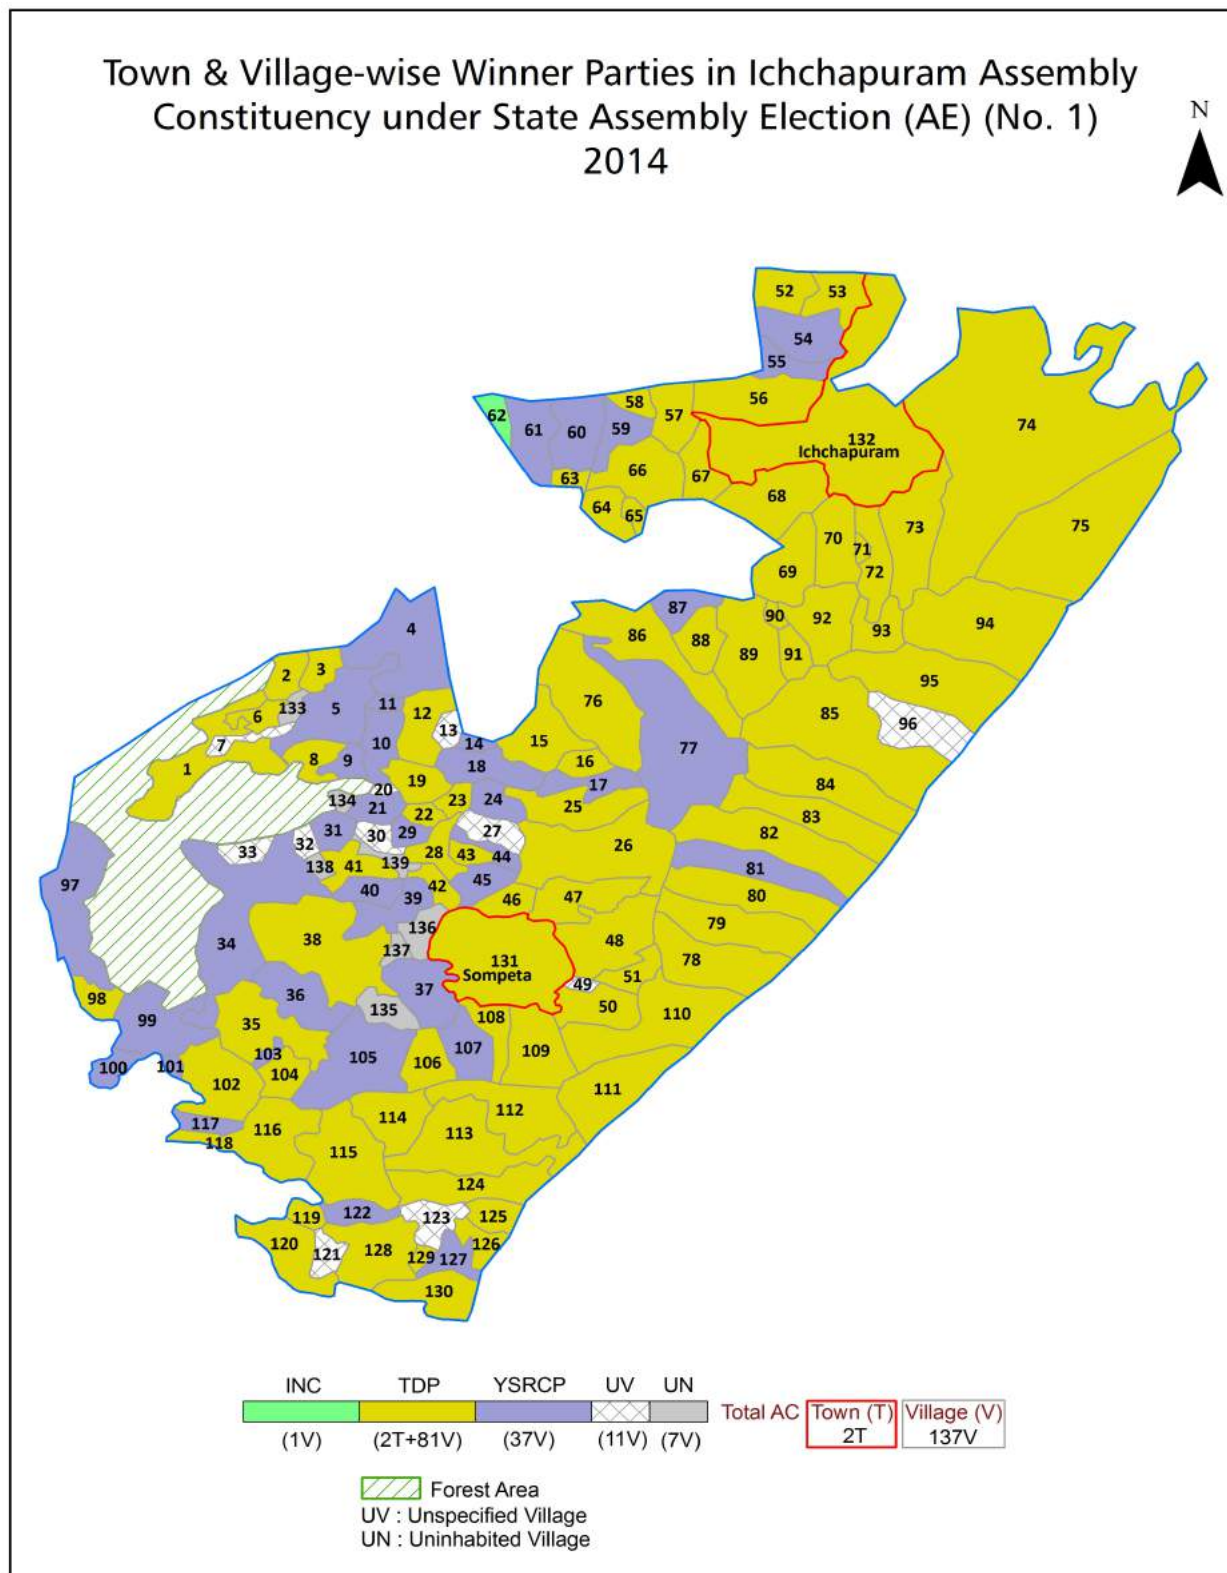 Town & Village-wise Winner Parties in Ichchapuram Assembly
Constituency under State Assembly Election (AE) (No. 1)
2014
N
52 53
54
55
56
58
57
62 61 60 59
132
Ichchapuram
74
63 66 67
68
64 65
70 71 73 75
69 72
87
90 92 93 94
86 88 89 91
4
2 3
95
76
133 5 11 12
6
7 13 14 15
85 96
1 8 9 10 18 16 77
20 19 17 84
134 21 22 23 24 25 83
31 30 29 27 26 82
33 32 28 43 44 81
138 41 139
97 40 39 42 45 46 47 80
136 79
34 38 137 131
Sompeta
48 78
98 36 135 37 49 51
99 35 108 50 110
100 101 103 105 106 107 109
102 104 111
117 116 114 112
118 115 113
124
119 122 123 125
120 121 128 129 127 126
130
INC TDP YSRCP UV UN
Total AC Town (T) Village (V)
2T 137V
(1V) (2T+81V) (37V) (11V) (7V)
Forest Area
UV : Unspecified Village
UN : Uninhabited Village